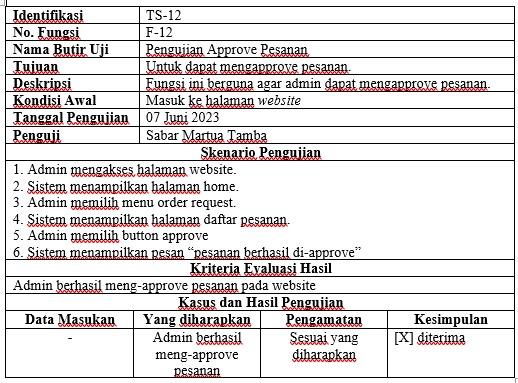 Identifikasi TS-12
No. Fungsi F-12
Nama Butir Uji Pengujian Approve Pesanan
Tujuan Untuk dapat mengapprove pesanan.
Deskripsi Fungsi ini berguna agar admin dapat mengapprove pesanan.
Kondisi Awal Masuk ke halaman website
Tanggal Pengujian 07 Juni 2023
Penguji Sabar Martua Tamba
Skenario Pengujian
1. Admin mengakses halaman website.
2. Sistem menampilkan halaman home.
3. Admin memilih menu order request.
4. Sistem menampilkan halaman daftar pesanan.
5. Admin memilih button approve
6. Sistem menampilkan pesan “pesanan berhasil di-approve”
Kriteria Evaluasi Hasil
Admin berhasil meng-approve pesanan pada website
Kasus dan Hasil Pengujian
Data Masukan Yang diharapkan Pengamatan Kesimpulan
- Admin berhasil Sesuai yang [X] diterima
meng-approve diharapkan
pesanan